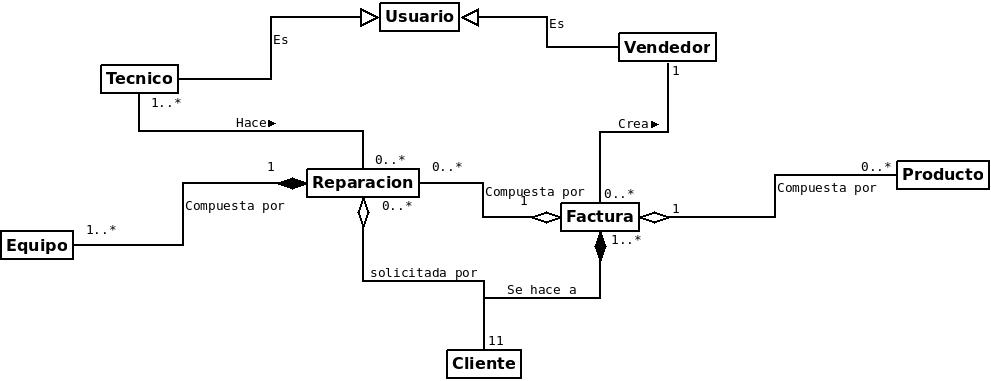 Usuario
Es
Es
Vendedor
Tecnico
1
1..*
Hace
Crea
0..*
0..*
0..*
1
Producto
Reparacion
Compuesta por
Compuesta por
Compuesta por
0..*
1
0..*
1
Factura
1..*
Equipo
1..*
solicitada por
Se hace a
11
Cliente